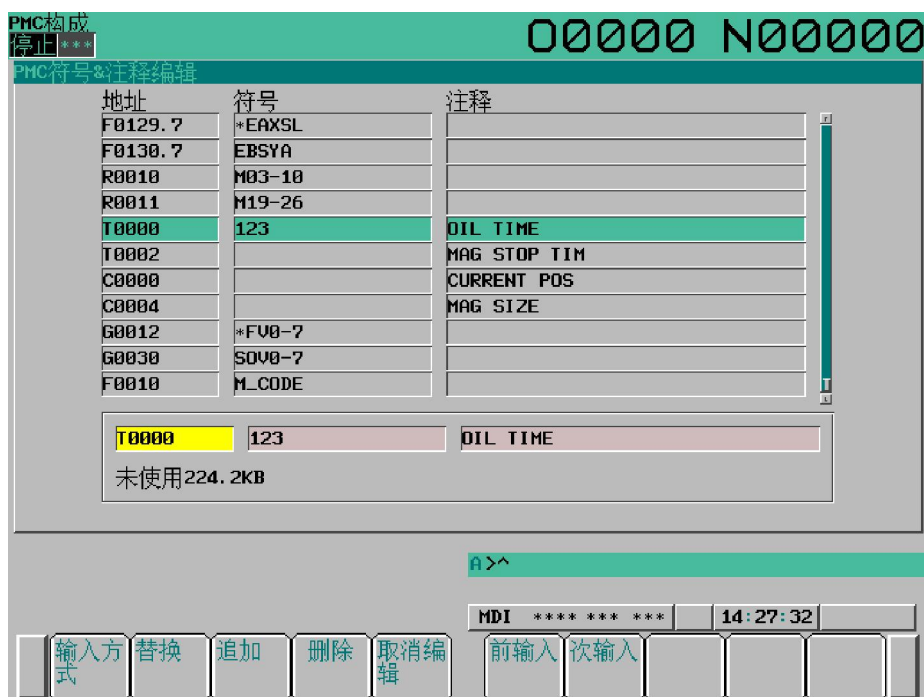 PMC构成
停止 *** O0000 N00000
PMC符号&注释编辑
地址 符号 注释
F0129.7 *EAXSL
F0130.7 EBSYA
R0010 M03-10
R0011 M19-26
T0000 123 OIL TIME
T0002 MAG STOP TIM
C0000 CURRENT POS
C0004 MAG SIZE
G0012 *FV0-7
G0030 SOV0-7
F0010 M_CODE
T0000 123 OIL TIME
未使用224.2KB
A>^
MDI **** *** *** 14:27:32
输入方式 替换 追加 删除 取消编辑 前输入 次输入